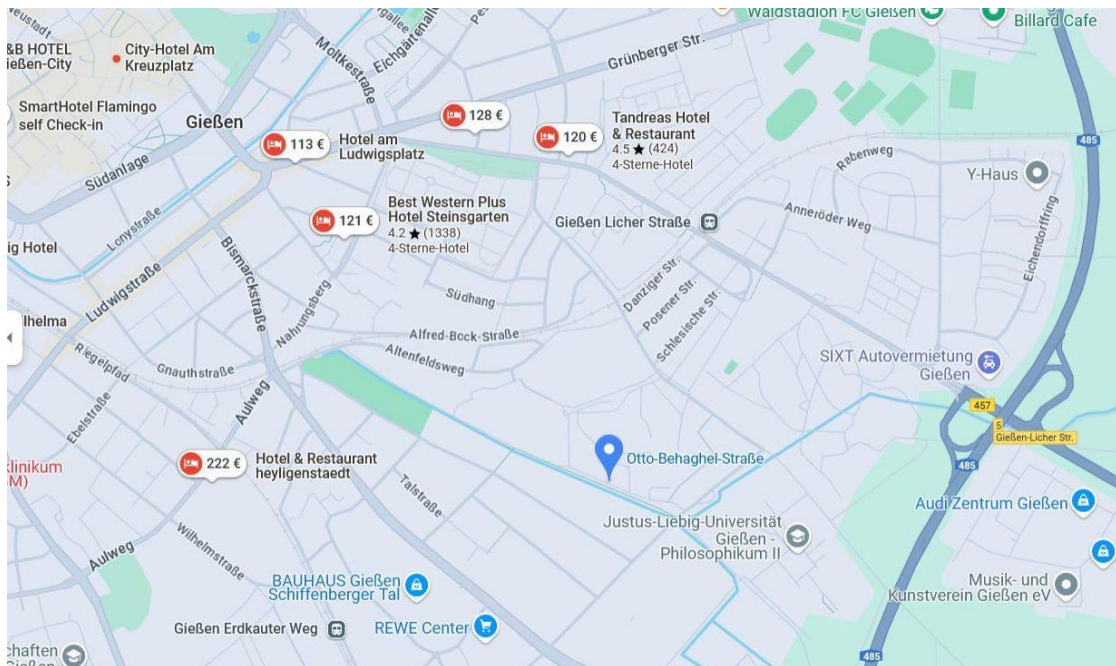 Waldstadion FC Gießen
Billard Cafe
&B HOTEL
ießen-City
City-Hotel Am
Kreuzplatz
Moltkestraße
Eichgärtenallee
Grünberger Str.
SmartHotel Flamingo
self Check-in
Gießen
128 €
113 €
Hotel am
Ludwigsplatz
120 €
Tandreas Hotel
& Restaurant
4.5 ★ (424)
4-Sterne-Hotel
485
Südanlage
Rabenweg
Y-Haus
121 €
Best Western Plus
Hotel Steinsgarten
4.2 ★ (1338)
4-Sterne-Hotel
Gießen Licher Straße
Anneröder Weg
Eichendorffring
Lonystraße
ig Hotel
Bismarckstraße
Ludwigstraße
Nahrungsberg
Südhang
Danziger Str.
Posener Str.
Schlesische Str.
lhelma
Riegelpfad
Gnauthstraße
Alfred-Bock-Straße
Altenfeldsweg
SIXT Autovermietung
Gießen
Ebelstraße
Aulweg
457
5
Gießen-Licher Str.
222 €
Hotel & Restaurant
heyligenstaedt
Otto-Behaghel-Straße
485
klinikum
M)
Talstraße
Audi Zentrum Gießen
Justus-Liebig-Universität
Gießen -
Philosophikum II
Aulweg
Wilhelmstraße
BAUHAUS Gießen
Schiffenberger Tal
Musik- und
Kunstverein Gießen eV
Gießen Erdkauter Weg
REWE Center
chaften
Gießen
485